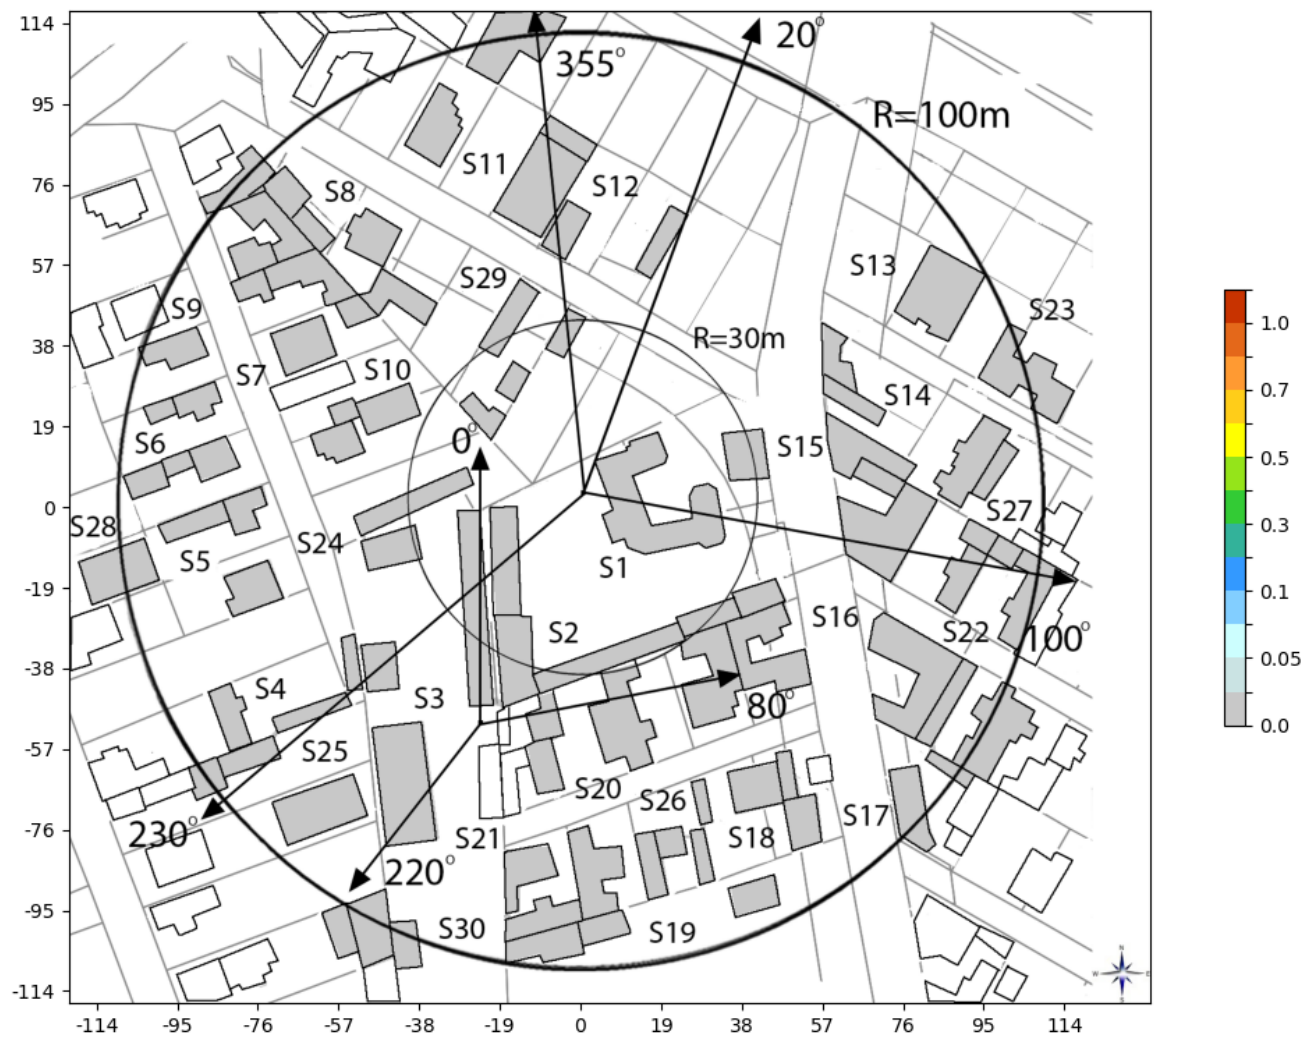 114
95
76
57
38
19
0
-19
-38
-57
-76
-95
-114
355°
20°
R=100m
S11
S12
S8
S13
S29
S23
S9
R=30m
S7
S10
S14
S6
0°
S15
S28
S27
S24
S5
S1
S16
S22
100°
S2
S4
S3
80°
S25
S20
S26
S17
S18
230°
S21
220°
S30
S19
N
W
E
S
-114 -95 -76 -57 -38 -19 0 19 38 57 76 95 114
1.0
0.7
0.5
0.3
0.1
0.05
0.0